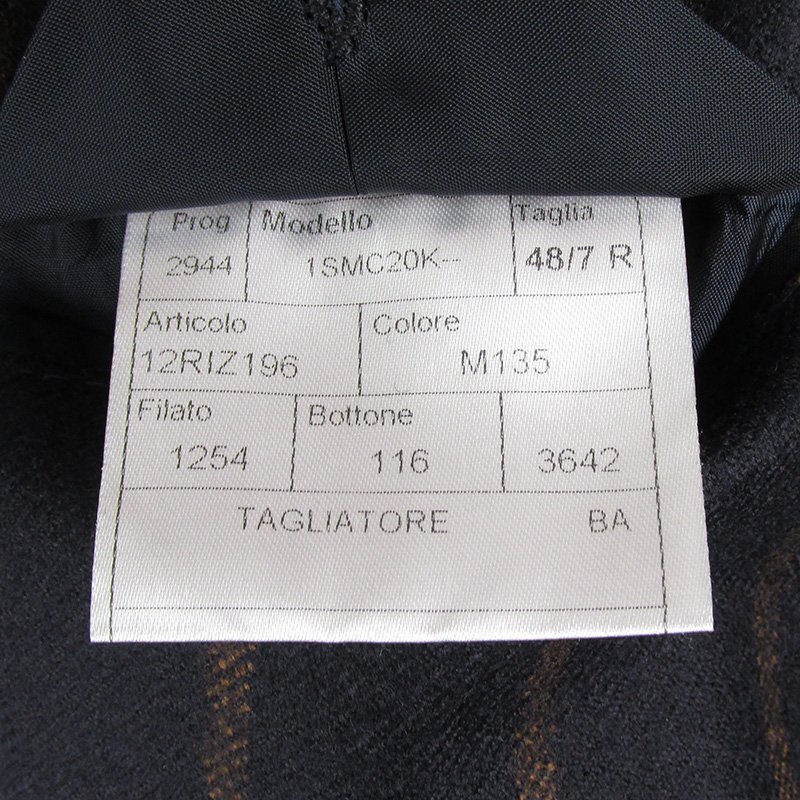 Prog Modello Taglia
2944 1SMC20K-- 48/7 R
Articolo Colore
12RIZ196 M135
Filato Bottone
1254 116 3642
TAGLIATORE BA